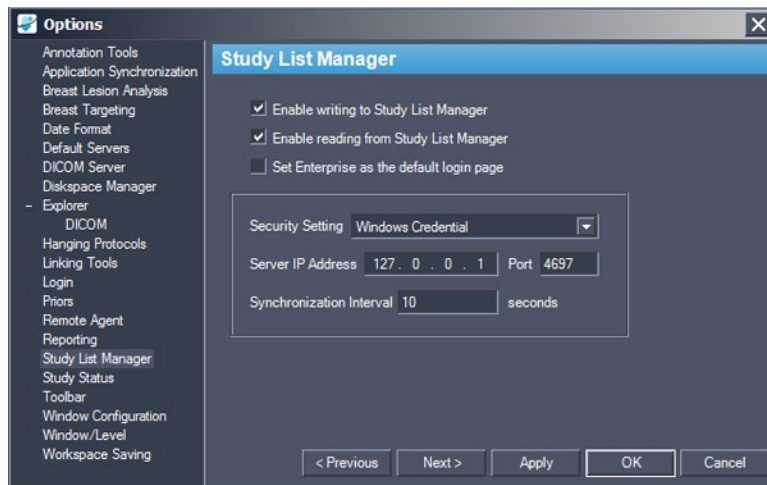 Options
Annotation Tools
Application Synchronization
Breast Lesion Analysis
Breast Targeting
Date Format
Default Servers
DICOM Server
Diskspace Manager
Explorer
DICOM
Hanging Protocols
Linking Tools
Login
Priors
Remote Agent
Reporting
Study List Manager
Study Status
Toolbar
Window Configuration
Window/Level
Workspace Saving
Study List Manager
Enable writing to Study List Manager
Enable reading from Study List Manager
Set Enterprise as the default login page
Security Setting Windows Credential
Server IP Address 127. 0 . 0 . 1 Port 4697
Synchronization Interval 10 seconds
< Previous Next > Apply OK Cancel